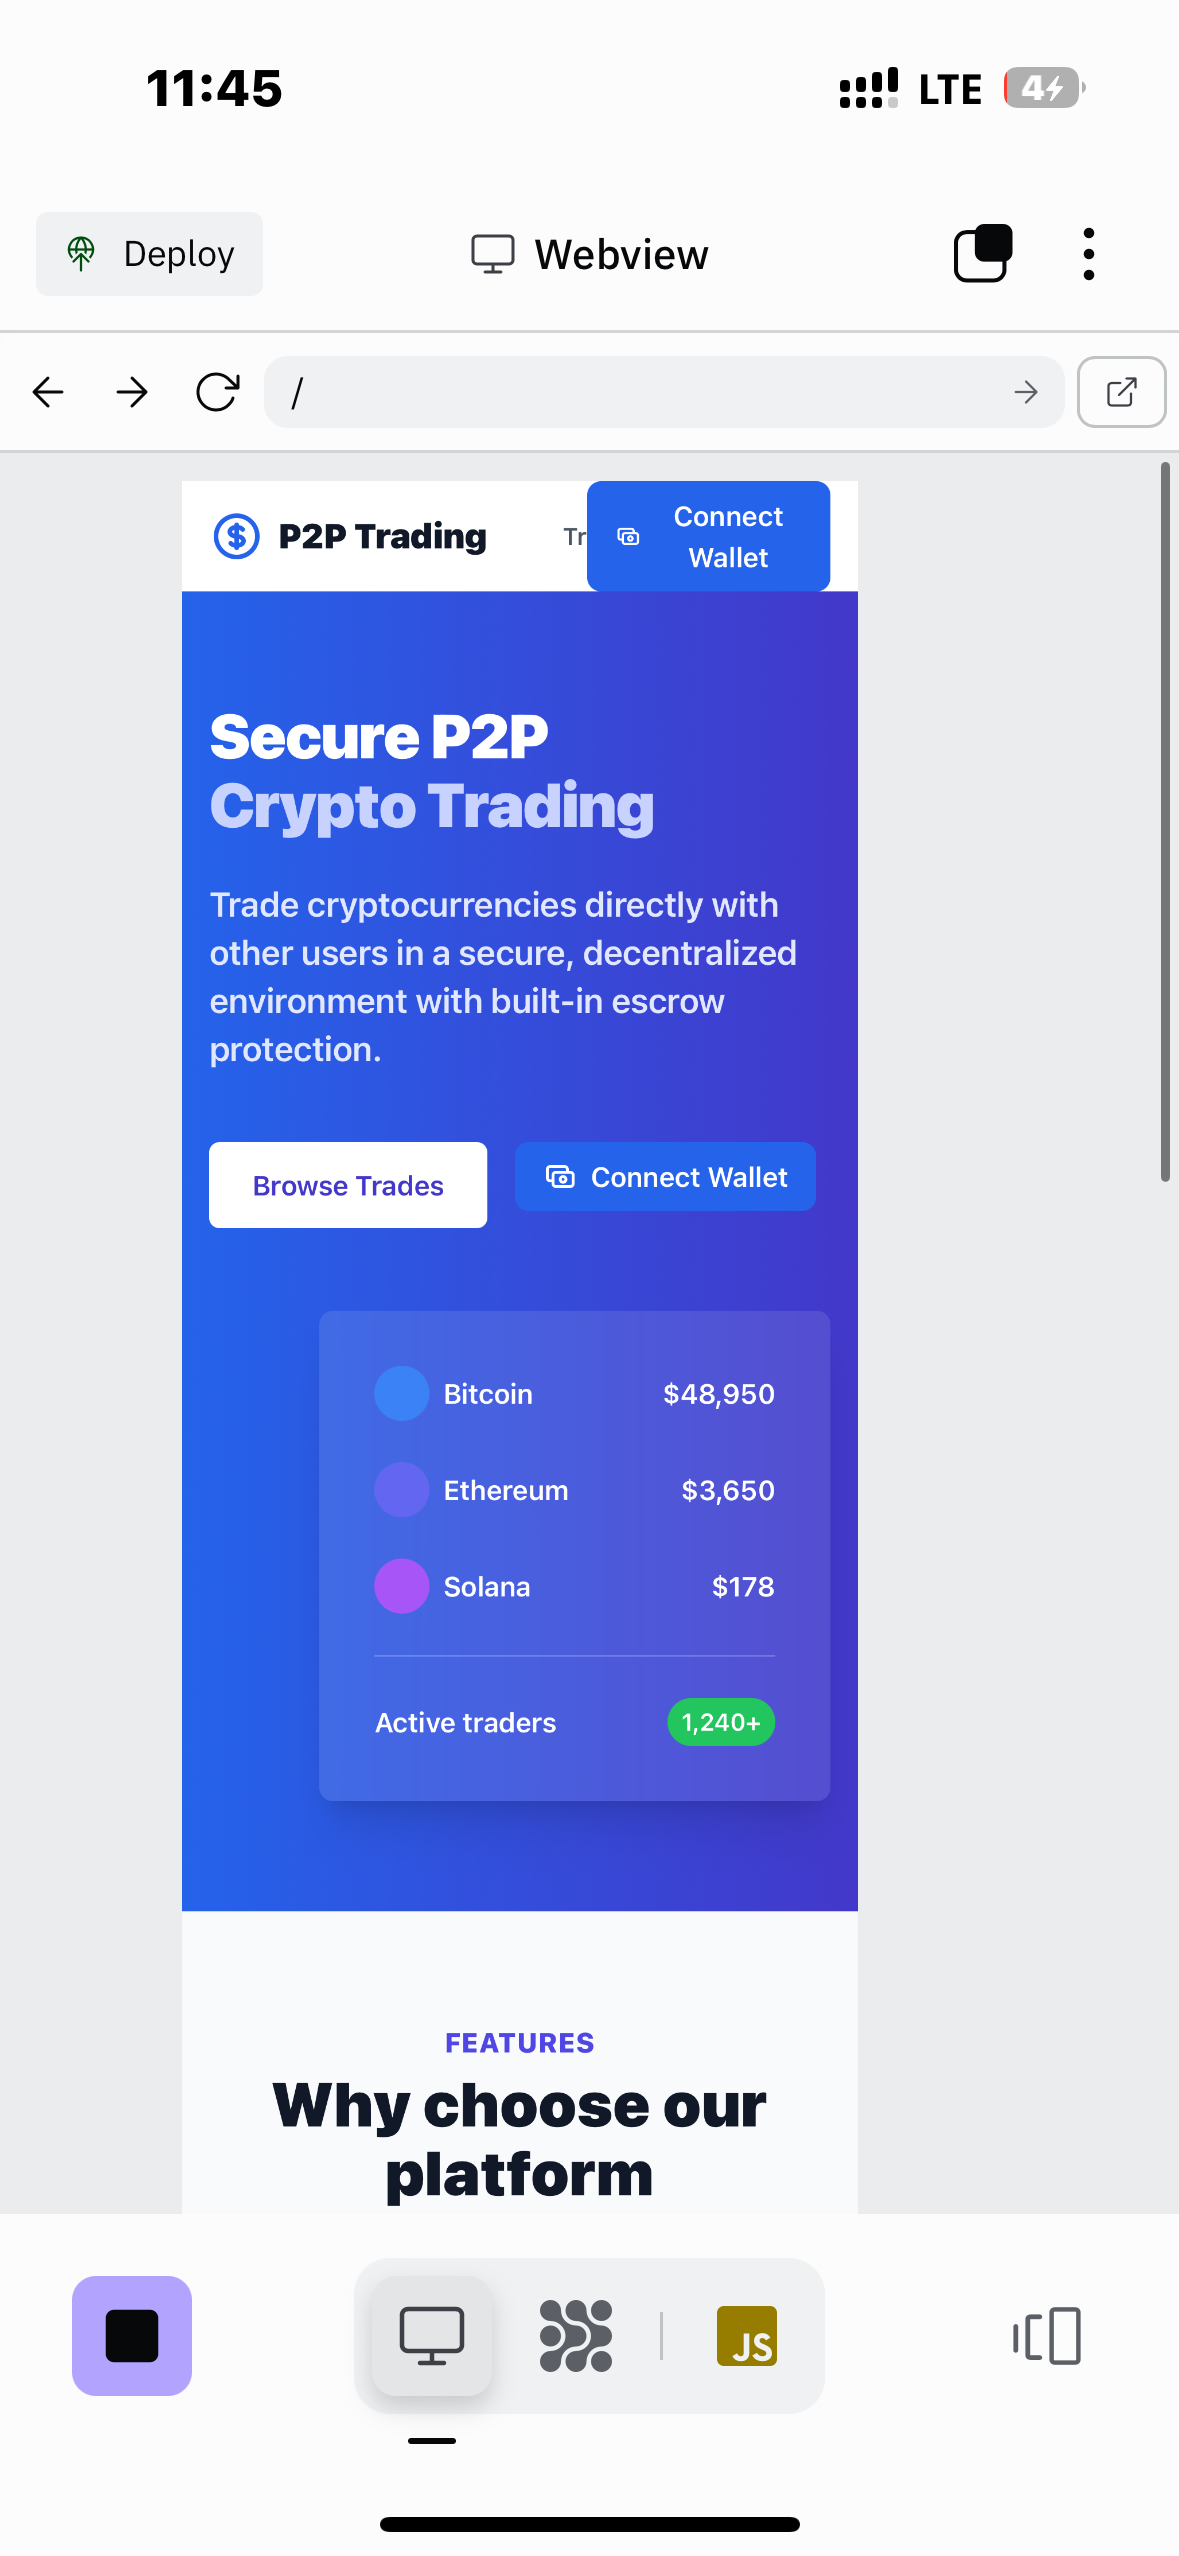 11:45
LTE
4
Deploy
Webview
/
P2P Trading
Tr
Connect
Wallet
Secure P2P
Crypto Trading
Trade cryptocurrencies directly with
other users in a secure, decentralized
environment with built-in escrow
protection.
Browse Trades
Connect Wallet
Bitcoin
$48,950
Ethereum
$3,650
Solana
$178
Active traders
1,240+
FEATURES
Why choose our
platform
JS